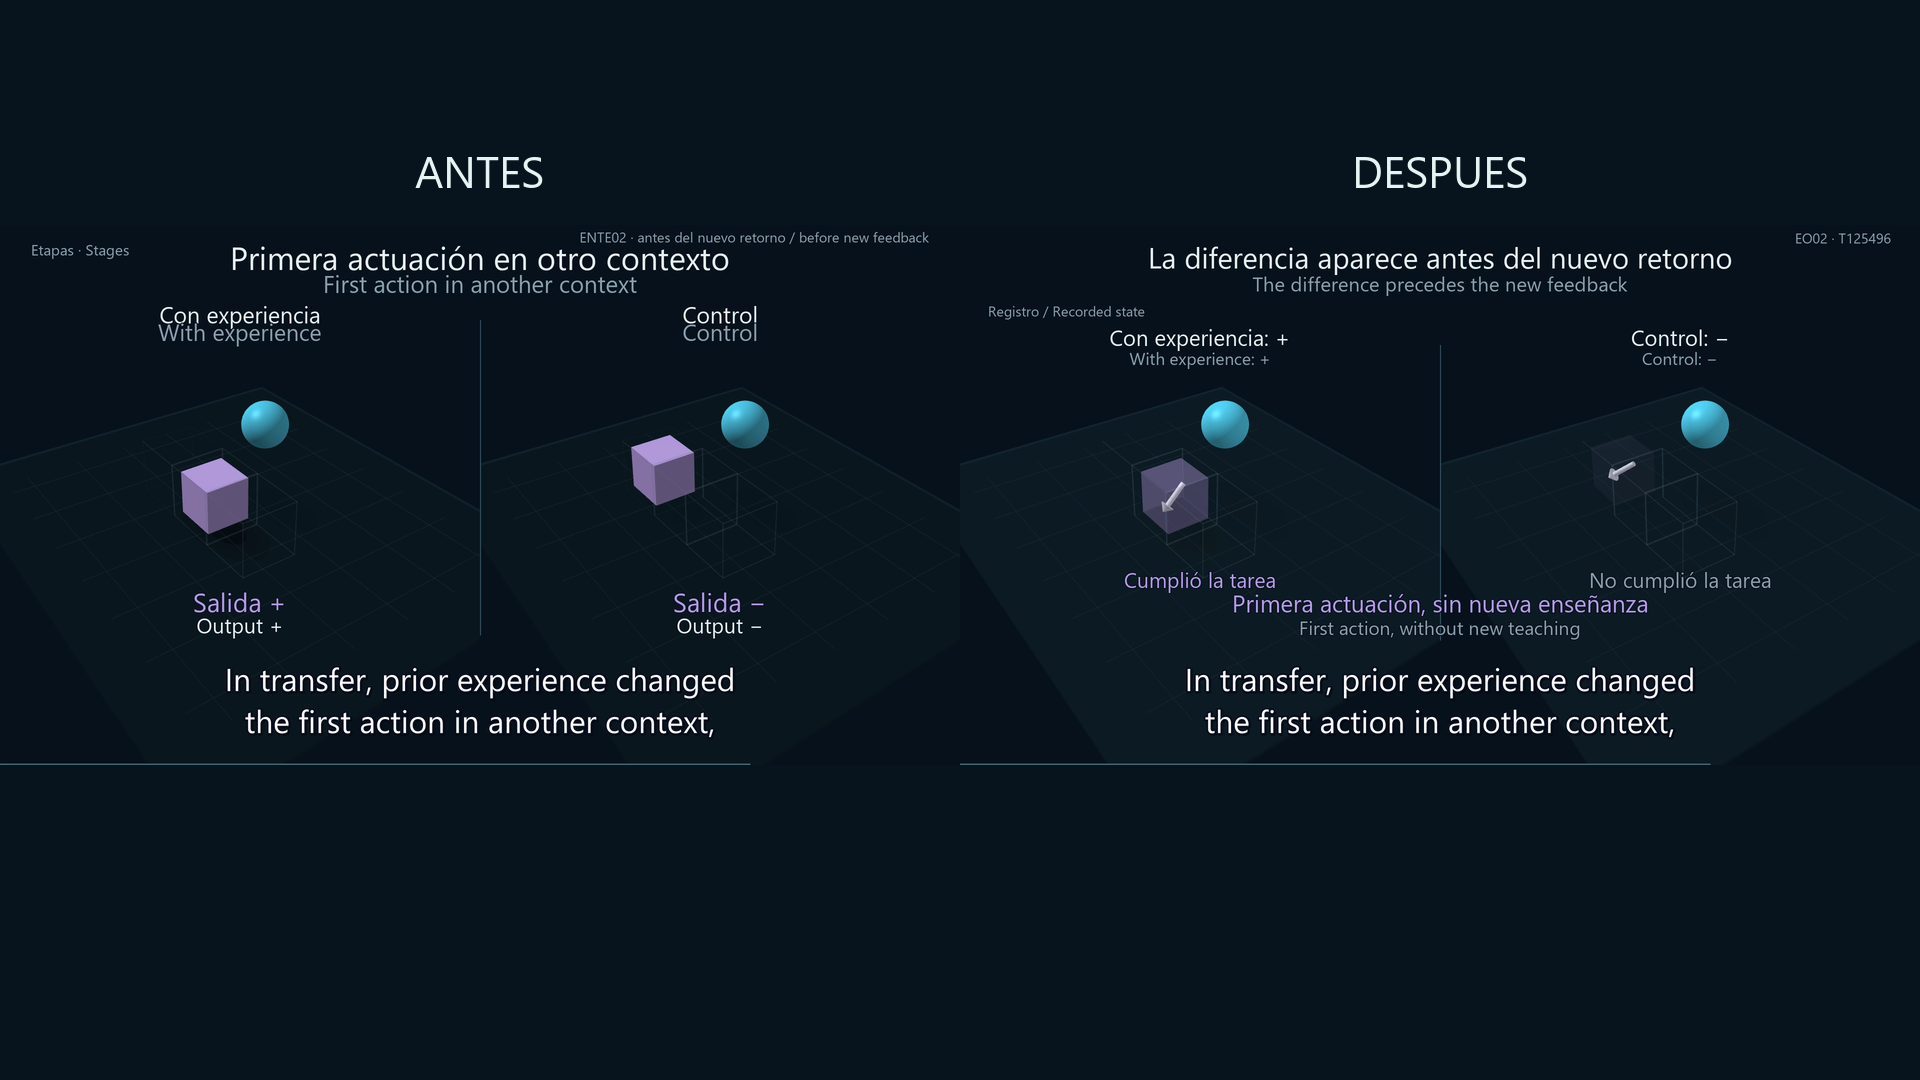 ANTES
Etapas · Stages
ENTE02 · antes del nuevo retorno / before new feedback
Primera actuación en otro contexto
First action in another context
Con experiencia
With experience
Control
Control
Salida +
Output +
Salida −
Output −
In transfer, prior experience changed
the first action in another context,
DESPUES
EO02 · T125496
La diferencia aparece antes del nuevo retorno
The difference precedes the new feedback
Registro / Recorded state
Con experiencia: +
With experience: +
Control: −
Control: −
Cumplió la tarea
No cumplió la tarea
Primera actuación, sin nueva enseñanza
First action, without new teaching
In transfer, prior experience changed
the first action in another context,